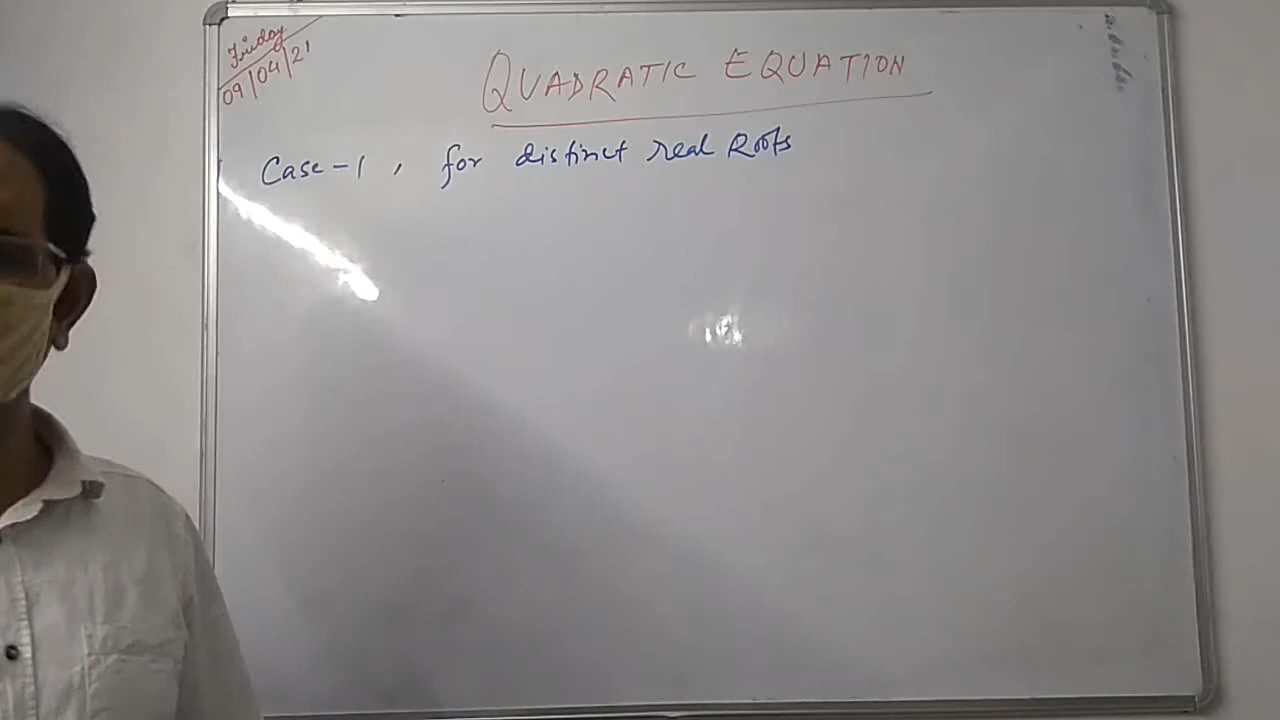 Friday
09/04/21
QUADRATIC EQUATION
Case-1, for distinct real Roots